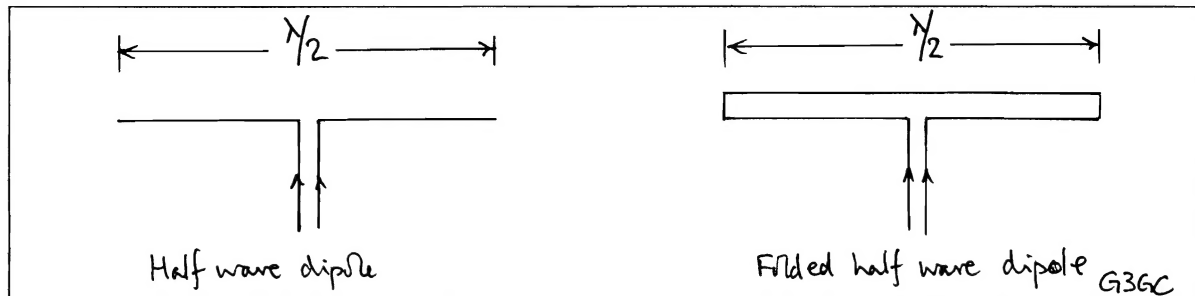 λ/2
λ/2
Half wave dipole
Folded half wave dipole
G3GC